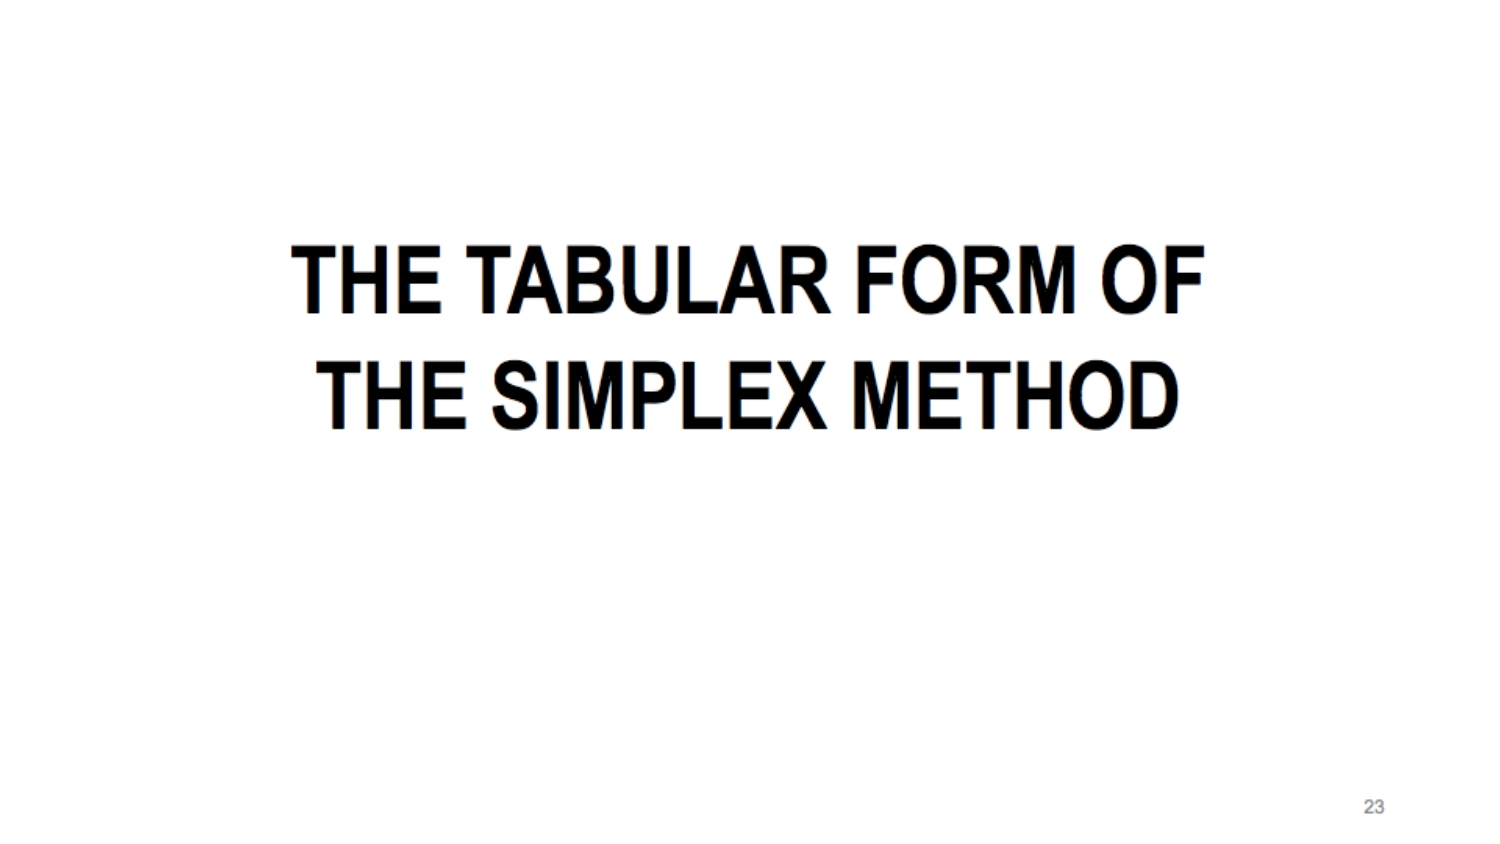 THE TABULAR FORM OF
THE SIMPLEX METHOD
23